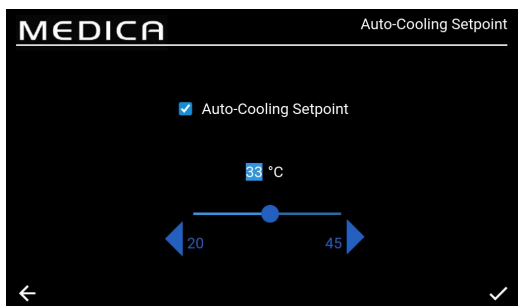 MEDICA
Auto-Cooling Setpoint
Auto-Cooling Setpoint
33 °C
20 45